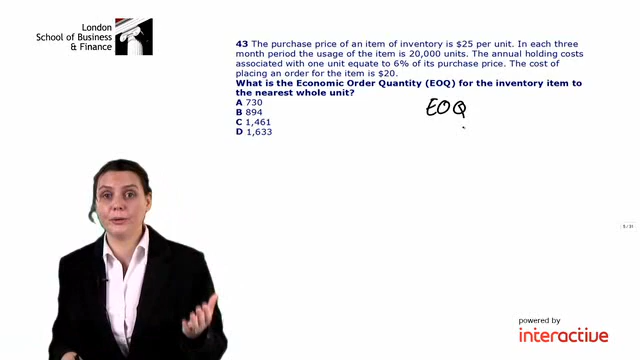 London
School of Business
& Finance
43 The purchase price of an item of inventory is $25 per unit. In each three
month period the usage of the item is 20,000 units. The annual holding costs
associated with one unit equate to 6% of its purchase price. The cost of
placing an order for the item is $20.
What is the Economic Order Quantity (EOQ) for the inventory item to
the nearest whole unit?
A 730
B 894
C 1,461
D 1,633
EOQ
5 / 31
powered by
interactive